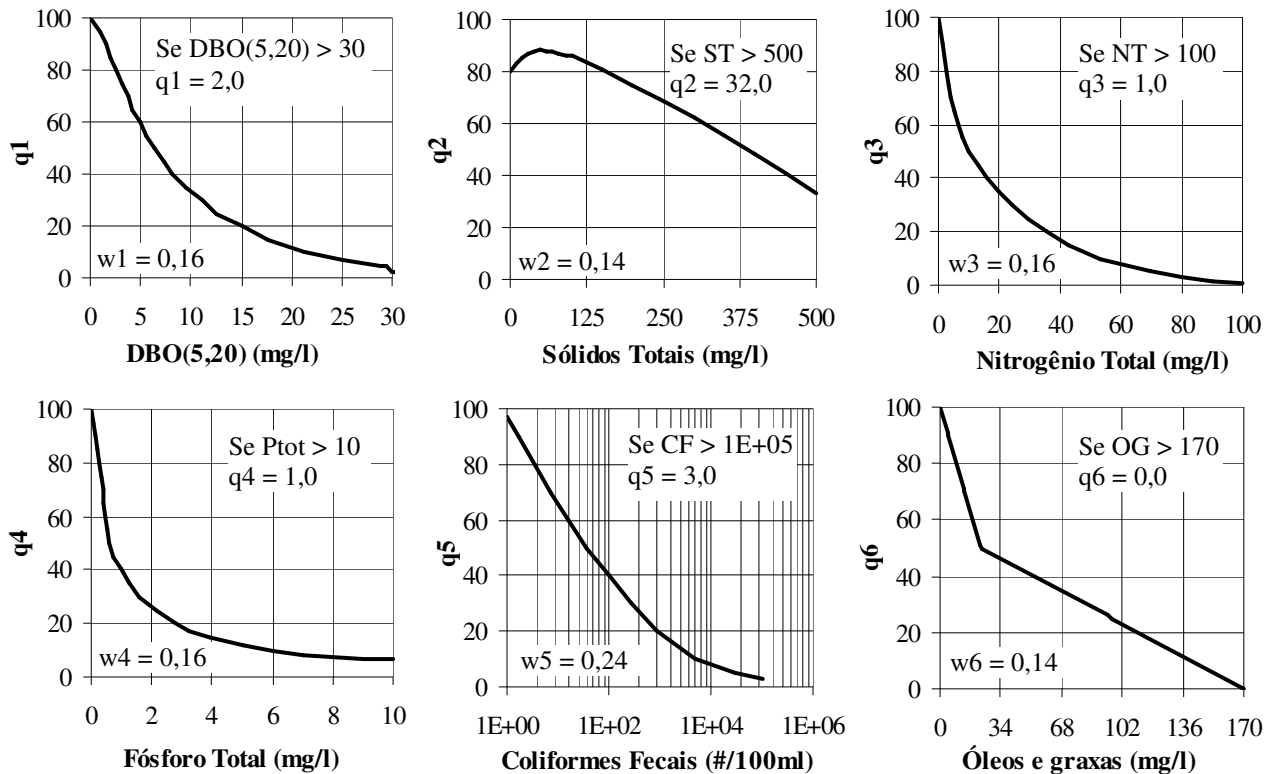 100
80
60
40
20
0
q1
Se DBO(5,20) > 30
q1 = 2,0
w1 = 0,16
0 5 10 15 20 25 30
DBO(5,20) (mg/l)
100
80
60
40
20
0
q2
Se ST > 500
q2 = 32,0
w2 = 0,14
0 125 250 375 500
Sólidos Totais (mg/l)
100
80
60
40
20
0
q3
Se NT > 100
q3 = 1,0
w3 = 0,16
0 20 40 60 80 100
Nitrogênio Total (mg/l)
100
80
60
40
20
0
q4
Se Ptot > 10
q4 = 1,0
w4 = 0,16
0 2 4 6 8 10
Fósforo Total (mg/l)
100
80
60
40
20
0
q5
Se CF > 1E+05
q5 = 3,0
w5 = 0,24
1E+00 1E+02 1E+04 1E+06
Coliformes Fecais (#/100ml)
100
80
60
40
20
0
q6
Se OG > 170
q6 = 0,0
w6 = 0,14
0 34 68 102 136 170
Óleos e graxas (mg/l)